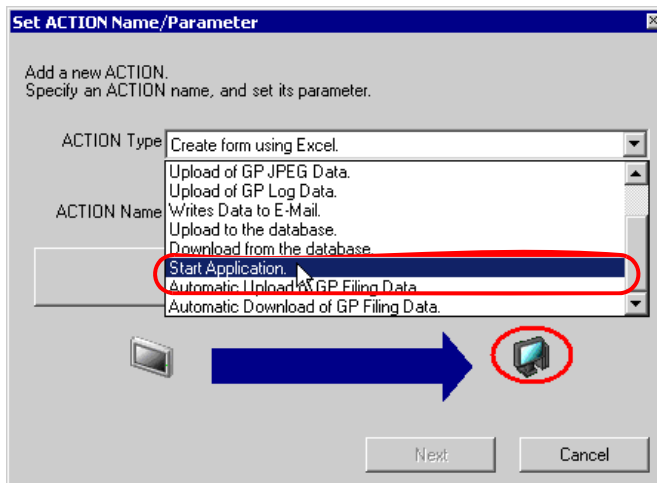 Set ACTION Name/Parameter
Add a new ACTION.
Specify an ACTION name, and set its parameter.
ACTION Type
Create form using Excel.
Upload of GP JPEG Data.
Upload of GP Log Data.
ACTION Name
Writes Data to E-Mail.
Upload to the database.
Download from the database.
Start Application.
Automatic Upload of GP Filing Data.
Automatic Download of GP Filing Data.
Next
Cancel